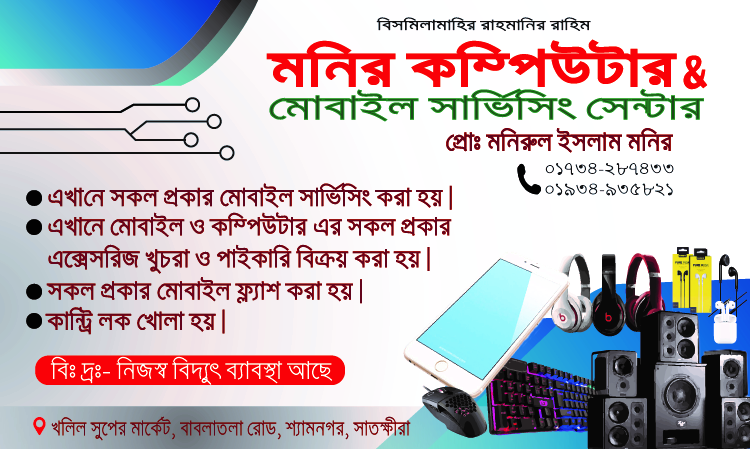 বিসমিলামাহির রাহমানির রাহিম
মনির কম্পিউটার &
মোবাইল সার্ভিসিং সেন্টার
প্রোঃ মনিরুল ইসলাম মনির
০১৭৩৪-২৮৭৪৩৩
০১৯৩৪-৯৩৫৮২১
● এখানে সকল প্রকার মোবাইল সার্ভিসিং করা হয় |
● এখানে মোবাইল ও কম্পিউটার এর সকল প্রকার
এক্সেসরিজ খুচরা ও পাইকারি বিক্রয় করা হয় |
● সকল প্রকার মোবাইল ফ্ল্যাশ করা হয় |
● কান্ট্রি লক খোলা হয় |
বিঃ দ্রঃ- নিজস্ব বিদ্যুৎ ব্যাবস্থা আছে
খলিল সুপের মার্কেট, বাবলাতলা রোড, শ্যামনগর, সাতক্ষীরা